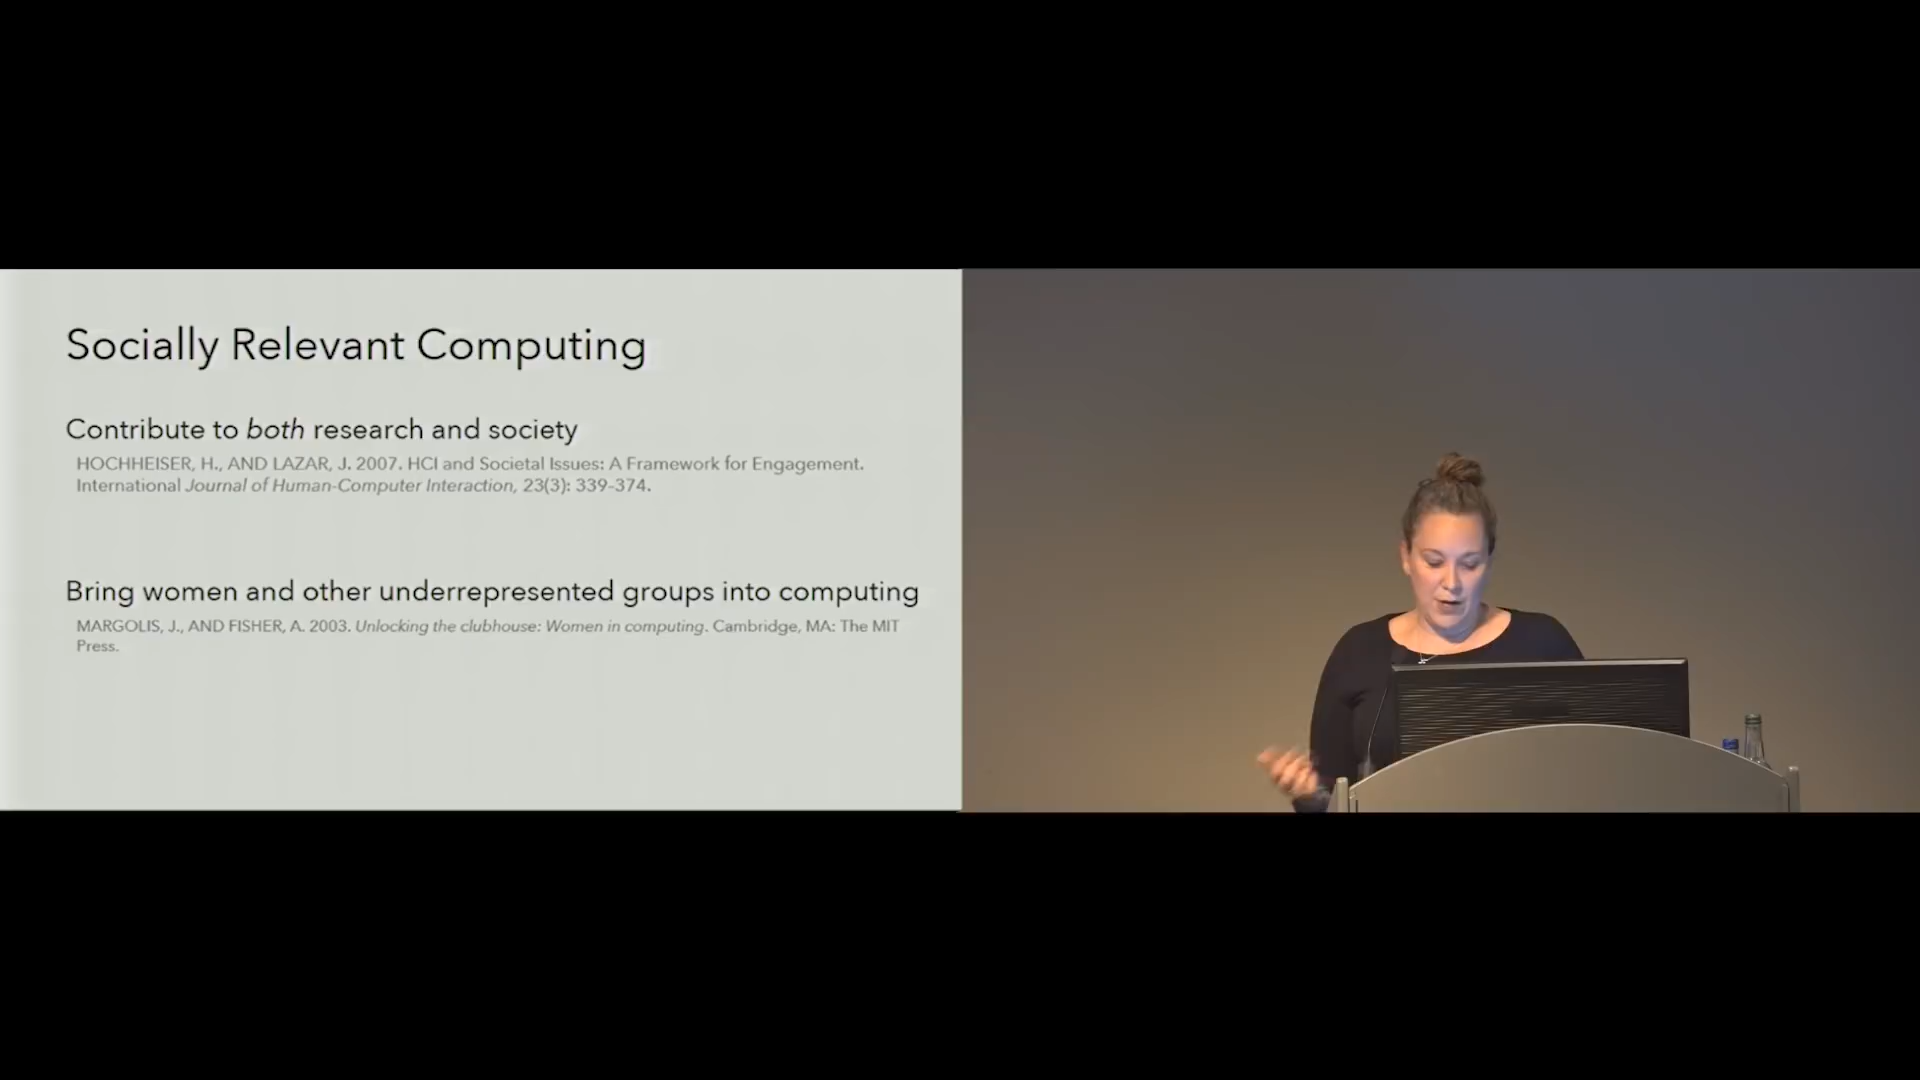 Socially Relevant Computing
Contribute to both research and society
HOCHHEISER, H., AND LAZAR, J. 2007. HCI and Societal Issues: A Framework for Engagement.
International Journal of Human-Computer Interaction, 23(3): 339–374.
Bring women and other underrepresented groups into computing
MARGOLIS, J., AND FISHER, A. 2003. Unlocking the clubhouse: Women in computing. Cambridge, MA: The MIT
Press.